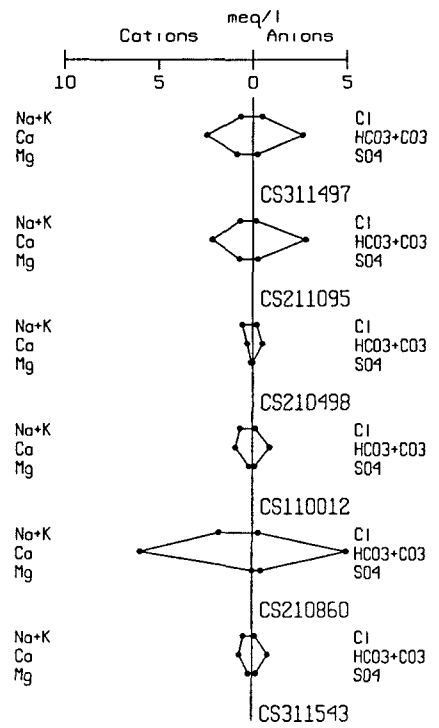 meq/l
Cations Anions
10 5 0 5
Na+K Cl
Ca HCO3+CO3
Mg SO4
CS311497
Na+K Cl
Ca HCO3+CO3
Mg SO4
CS211095
Na+K Cl
Ca HCO3+CO3
Mg SO4
CS210498
Na+K Cl
Ca HCO3+CO3
Mg SO4
CS110012
Na+K Cl
Ca HCO3+CO3
Mg SO4
CS210860
Na+K Cl
Ca HCO3+CO3
Mg SO4
CS311543